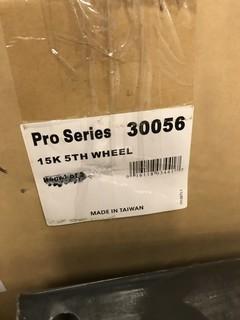 Pro Series 30056
15K 5TH WHEEL
MADE IN TAIWAN